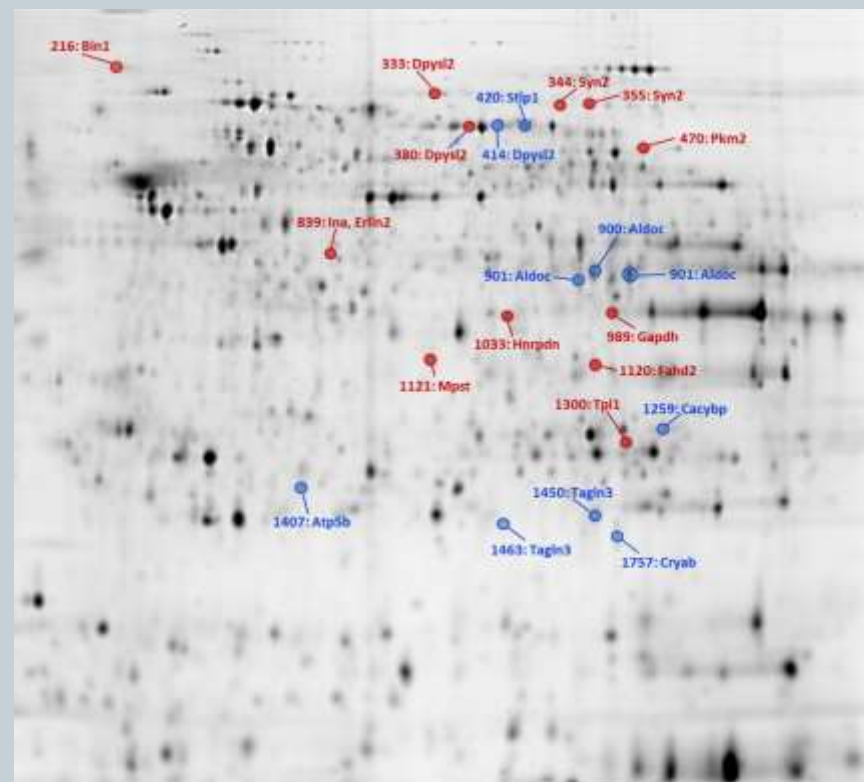 216: Bin1
333: Dpysl2
344: Syn2
420: Stip1
355: Syn2
470: Pkm2
380: Dpysl2
414: Dpysl2
839: Ina, Erlin2
900: Aldoc
901: Aldoc
901: Aldoc
1033: Hnrpdn
989: Gapdh
1121: Mpst
1120: Fahd2
1300: Tpi1
1259: Cacybp
1450: Tagln3
1407: Atp5b
1463: Tagln3
1757: Cryab